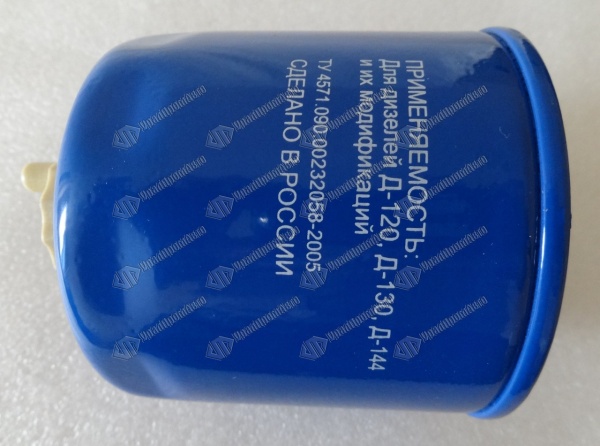 ПРИМЕНЯЕМОСТЬ:
Для дизелей Д-120, Д-130, Д-144
и их модификаций
ТУ 4571.090.00232058-2005
СДЕЛАНО В РОССИИ